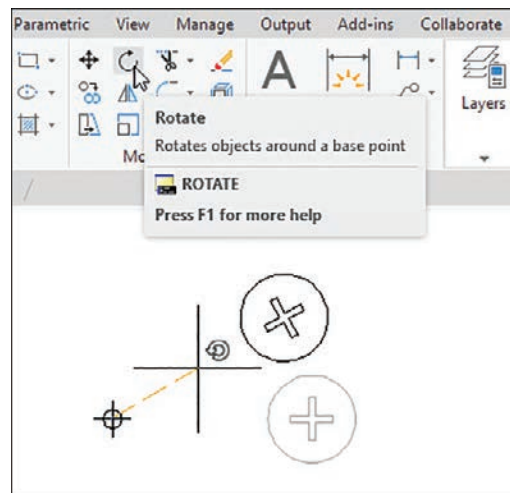 Parametric View Manage Output Add-ins Collaborate
A
Layers
Rotate
Rotates objects around a base point
Mo
ROTATE
Press F1 for more help